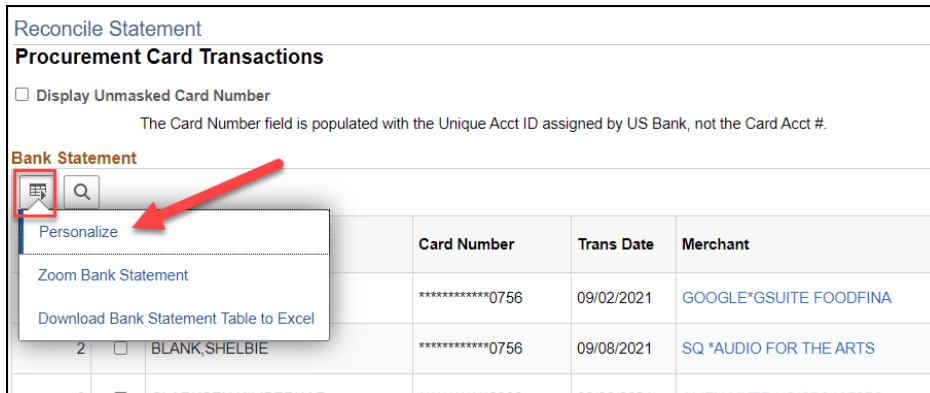 Reconcile Statement
Procurement Card Transactions
Display Unmasked Card Number
The Card Number field is populated with the Unique Acct ID assigned by US Bank, not the Card Acct #.
Bank Statement
Personalize
Zoom Bank Statement
Download Bank Statement Table to Excel
Card Number Trans Date Merchant
************0756 09/02/2021 GOOGLE*GSUITE FOODFINA
2 BLANK,SHELBIE ************0756 09/08/2021 SQ *AUDIO FOR THE ARTS